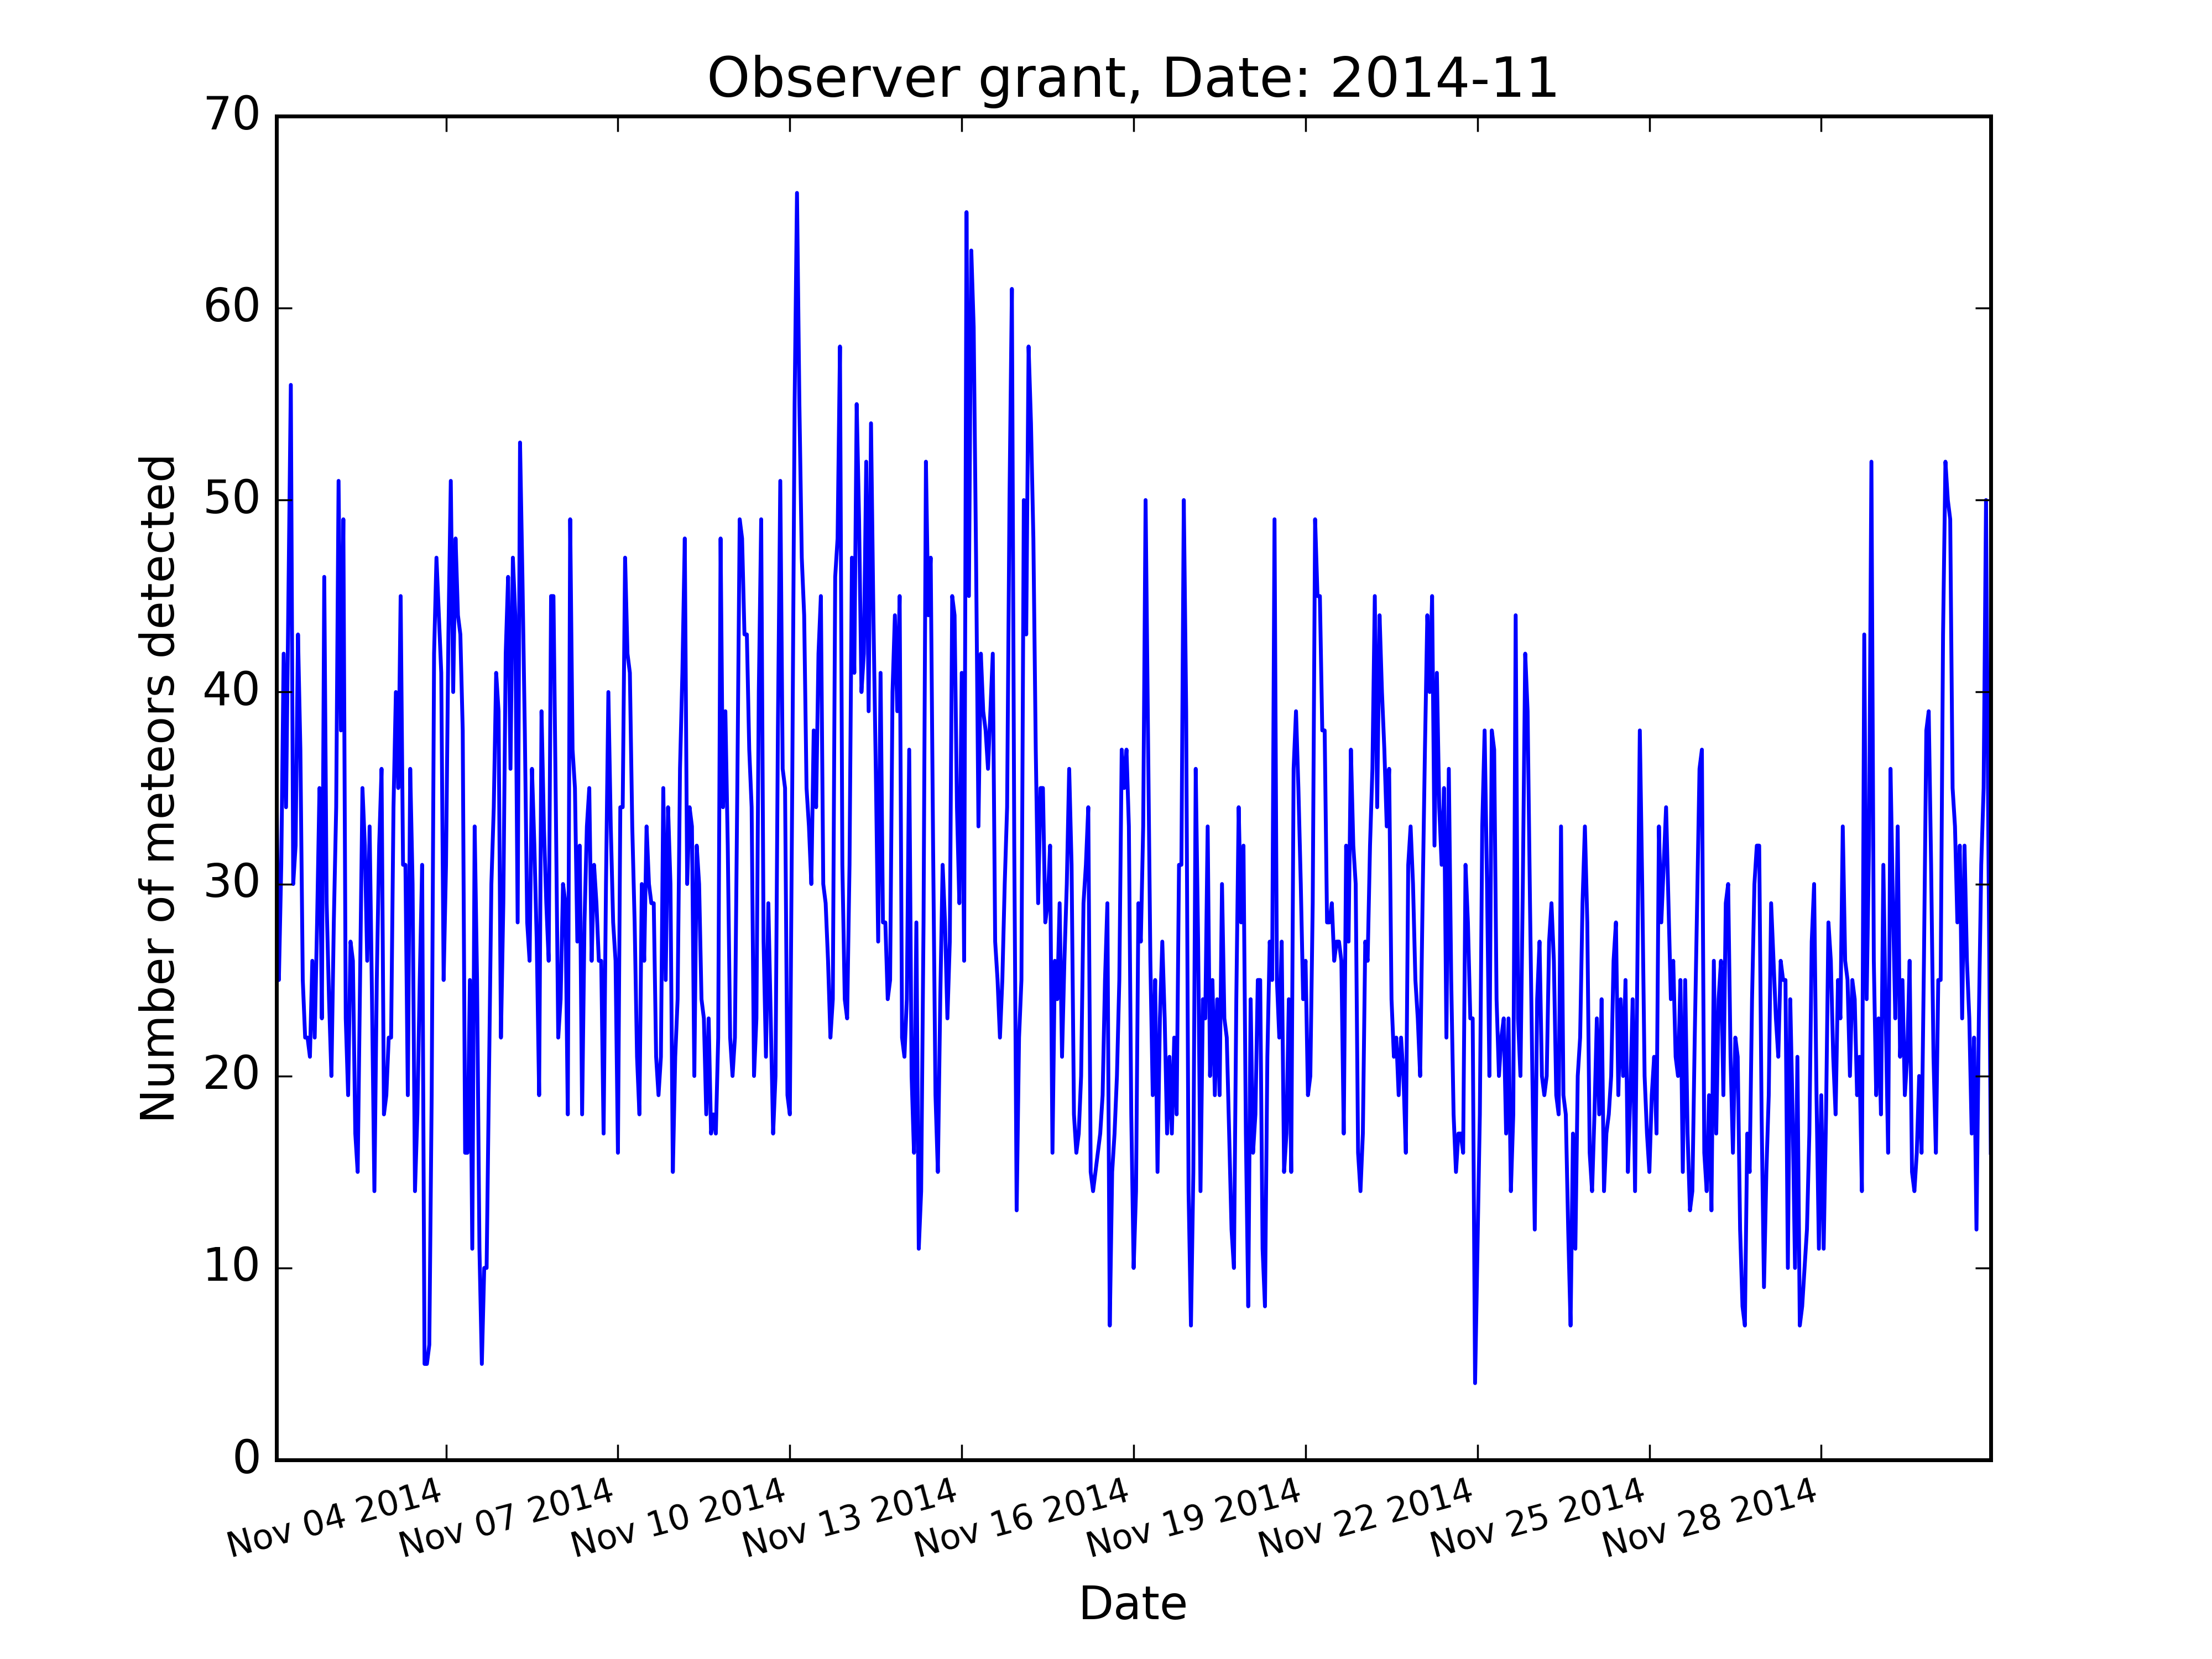 Observer grant, Date: 2014-11
Number of meteors detected
70
60
50
40
30
20
10
0
Nov 04 2014
Nov 07 2014
Nov 10 2014
Nov 13 2014
Nov 16 2014
Nov 19 2014
Nov 22 2014
Nov 25 2014
Nov 28 2014
Date